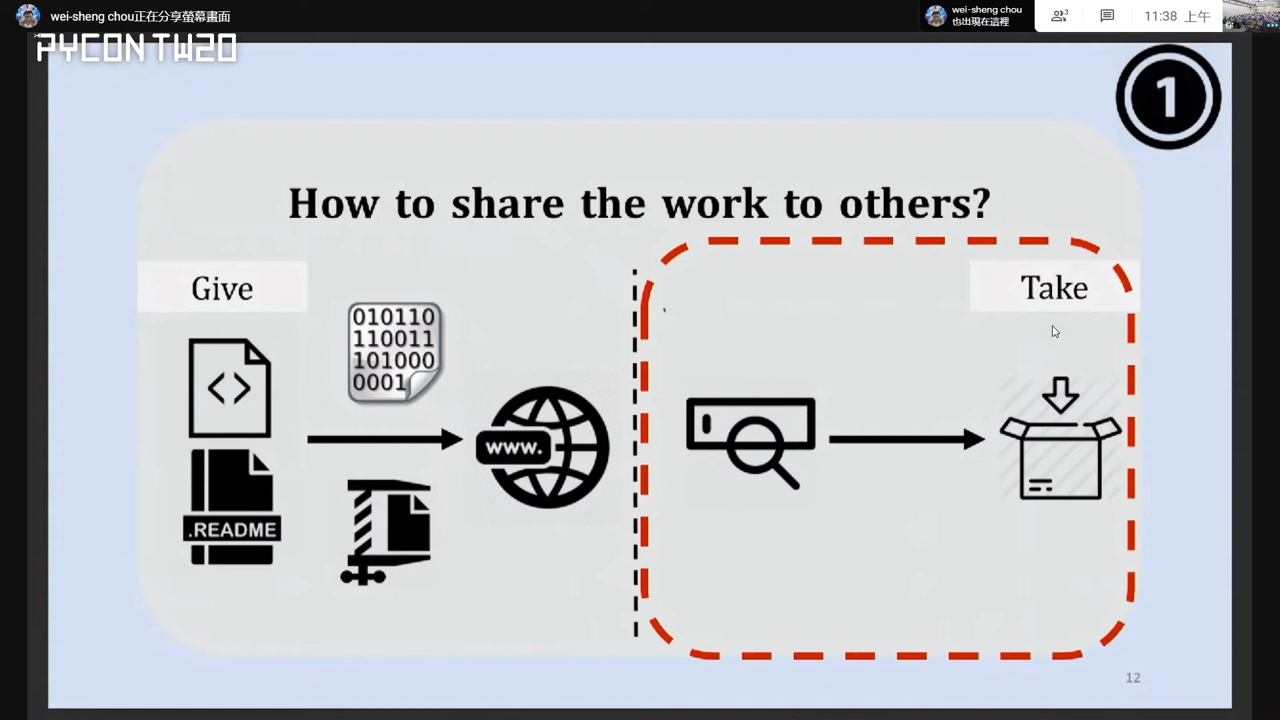 wei-sheng chou正在分享螢幕畫面
wei-sheng chou
也出現在這裡
3
11:38 上午
你
PYCON TW20
1
How to share the work to others?
Give
Take
010110
110011
101000
0001
www.
.README
12